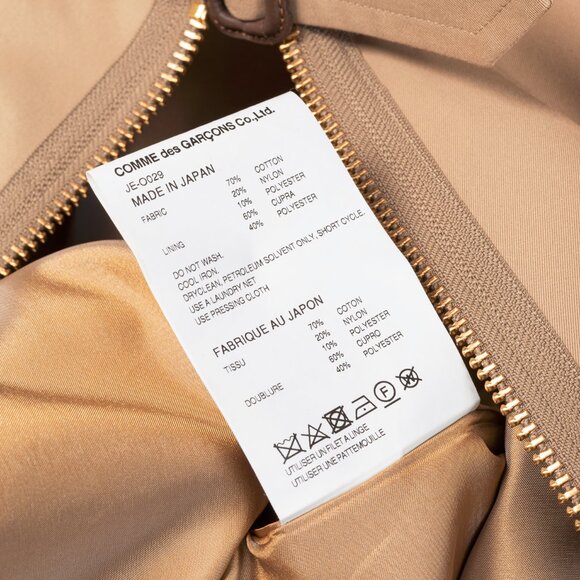 COMME des GARÇONS Co.,Ltd.
JE-O029
MADE IN JAPAN
FABRIC 70% COTTON
20% NYLON
10% POLYESTER
LINING 60% CUPRA
40% POLYESTER
DO NOT WASH.
COOL IRON.
DRYCLEAN, PETROLEUM SOLVENT ONLY, SHORT CYCLE.
USE A LAUNDRY NET
USE PRESSING CLOTH
FABRIQUE AU JAPON
TISSU 70% COTON
20% NYLON
10% POLYESTER
DOUBLURE 60% CUPRO
40% POLYESTER
F
UTILISER UN FILET A LINGE
UTILISER UNE PATTEMOUILLE